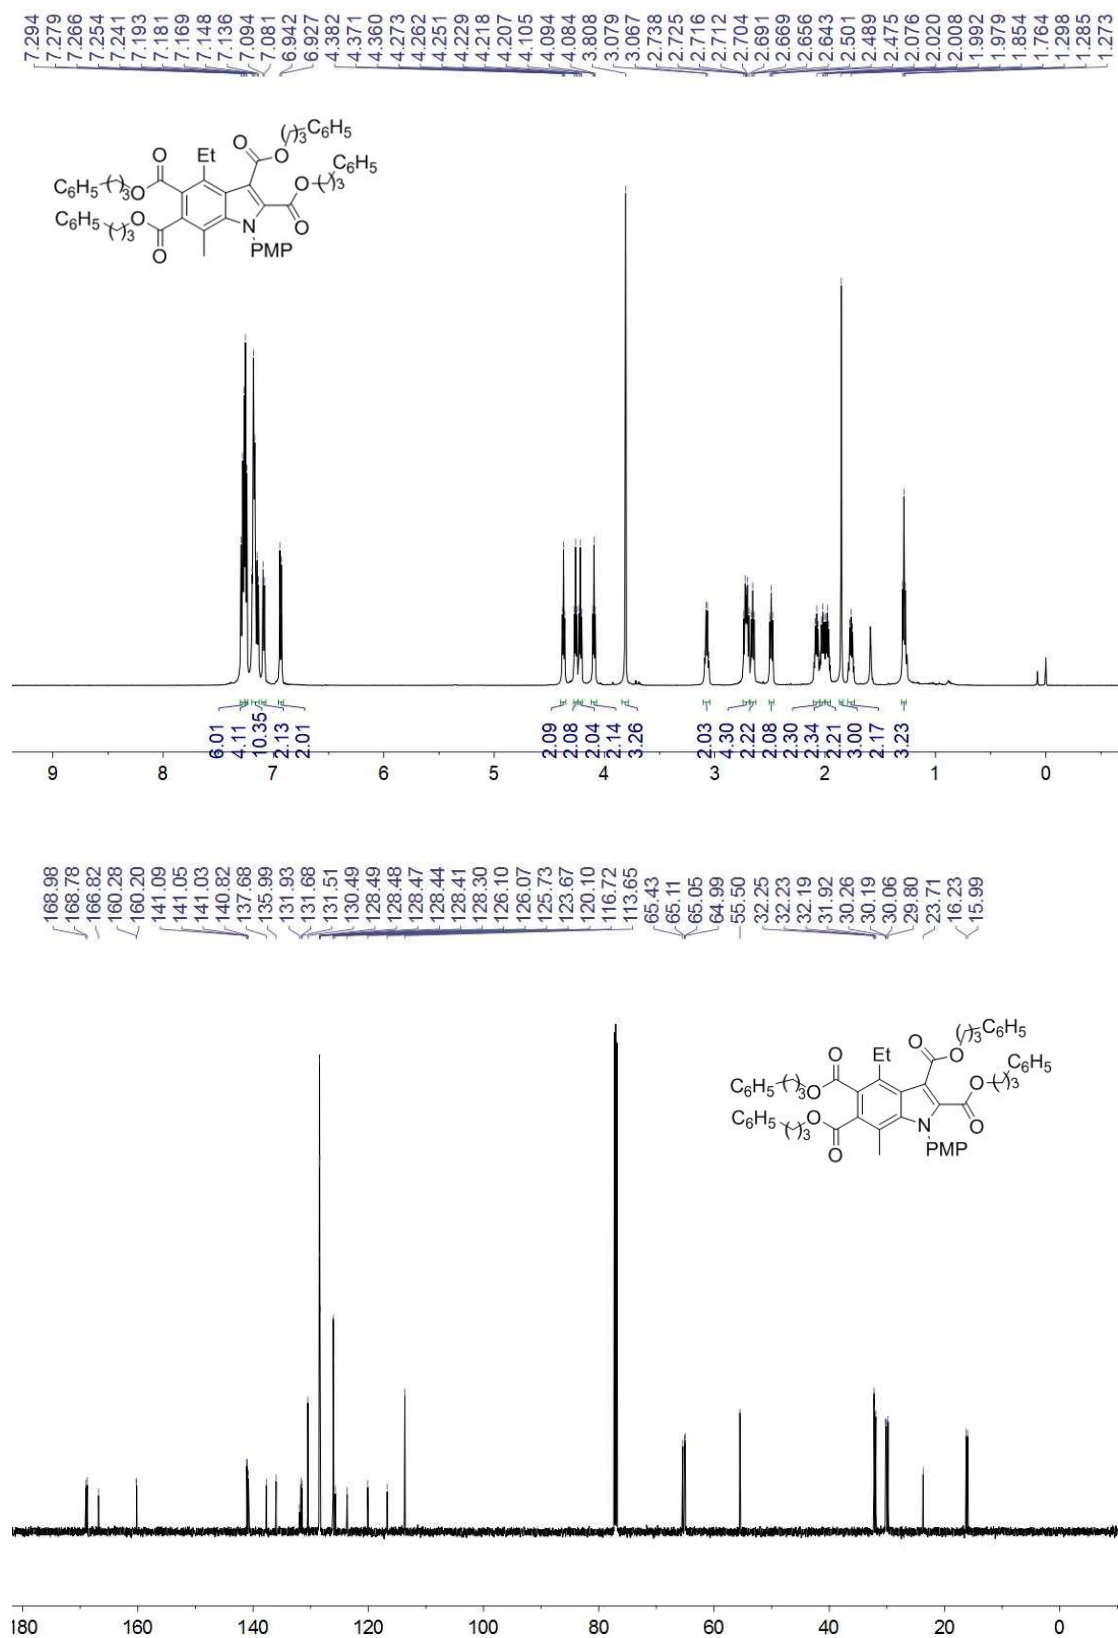 7.294 7.279 7.266 7.254 7.241 7.193 7.181 7.169 7.148 7.136 7.094 7.081 6.942 6.927 4.382 4.371 4.360 4.273 4.262 4.251 4.229 4.218 4.207 4.105 4.094 4.084 3.808 3.079 3.067 2.738 2.725 2.716 2.712 2.704 2.691 2.669 2.656 2.643 2.501 2.489 2.475 2.076 2.020 2.008 1.992 1.979 1.854 1.764 1.298 1.285 1.273
O Et O ( )3 C6H5
C6H5 ( )3 O O O ( )3 C6H5
C6H5 ( )3 O N O
O PMP
6.01 4.11 10.35 2.13 2.01 2.09 2.08 2.04 2.14 3.26 2.03 4.30 2.22 2.08 2.30 2.34 2.21 3.00 2.17 3.23
9 8 7 6 5 4 3 2 1 0
168.98 168.78 166.82 160.28 160.20 141.09 141.05 141.03 140.82 137.68 135.99 131.93 131.68 131.51 130.49 128.49 128.48 128.47 128.44 128.41 128.30 126.10 126.07 125.73 123.67 120.10 116.72 113.65 65.43 65.11 65.05 64.99 55.50 32.25 32.23 32.19 31.92 30.26 30.19 30.06 29.80 23.71 16.23 15.99
O Et O ( )3 C6H5
C6H5 ( )3 O O O ( )3 C6H5
C6H5 ( )3 O N O
O PMP
180 160 140 120 100 80 60 40 20 0